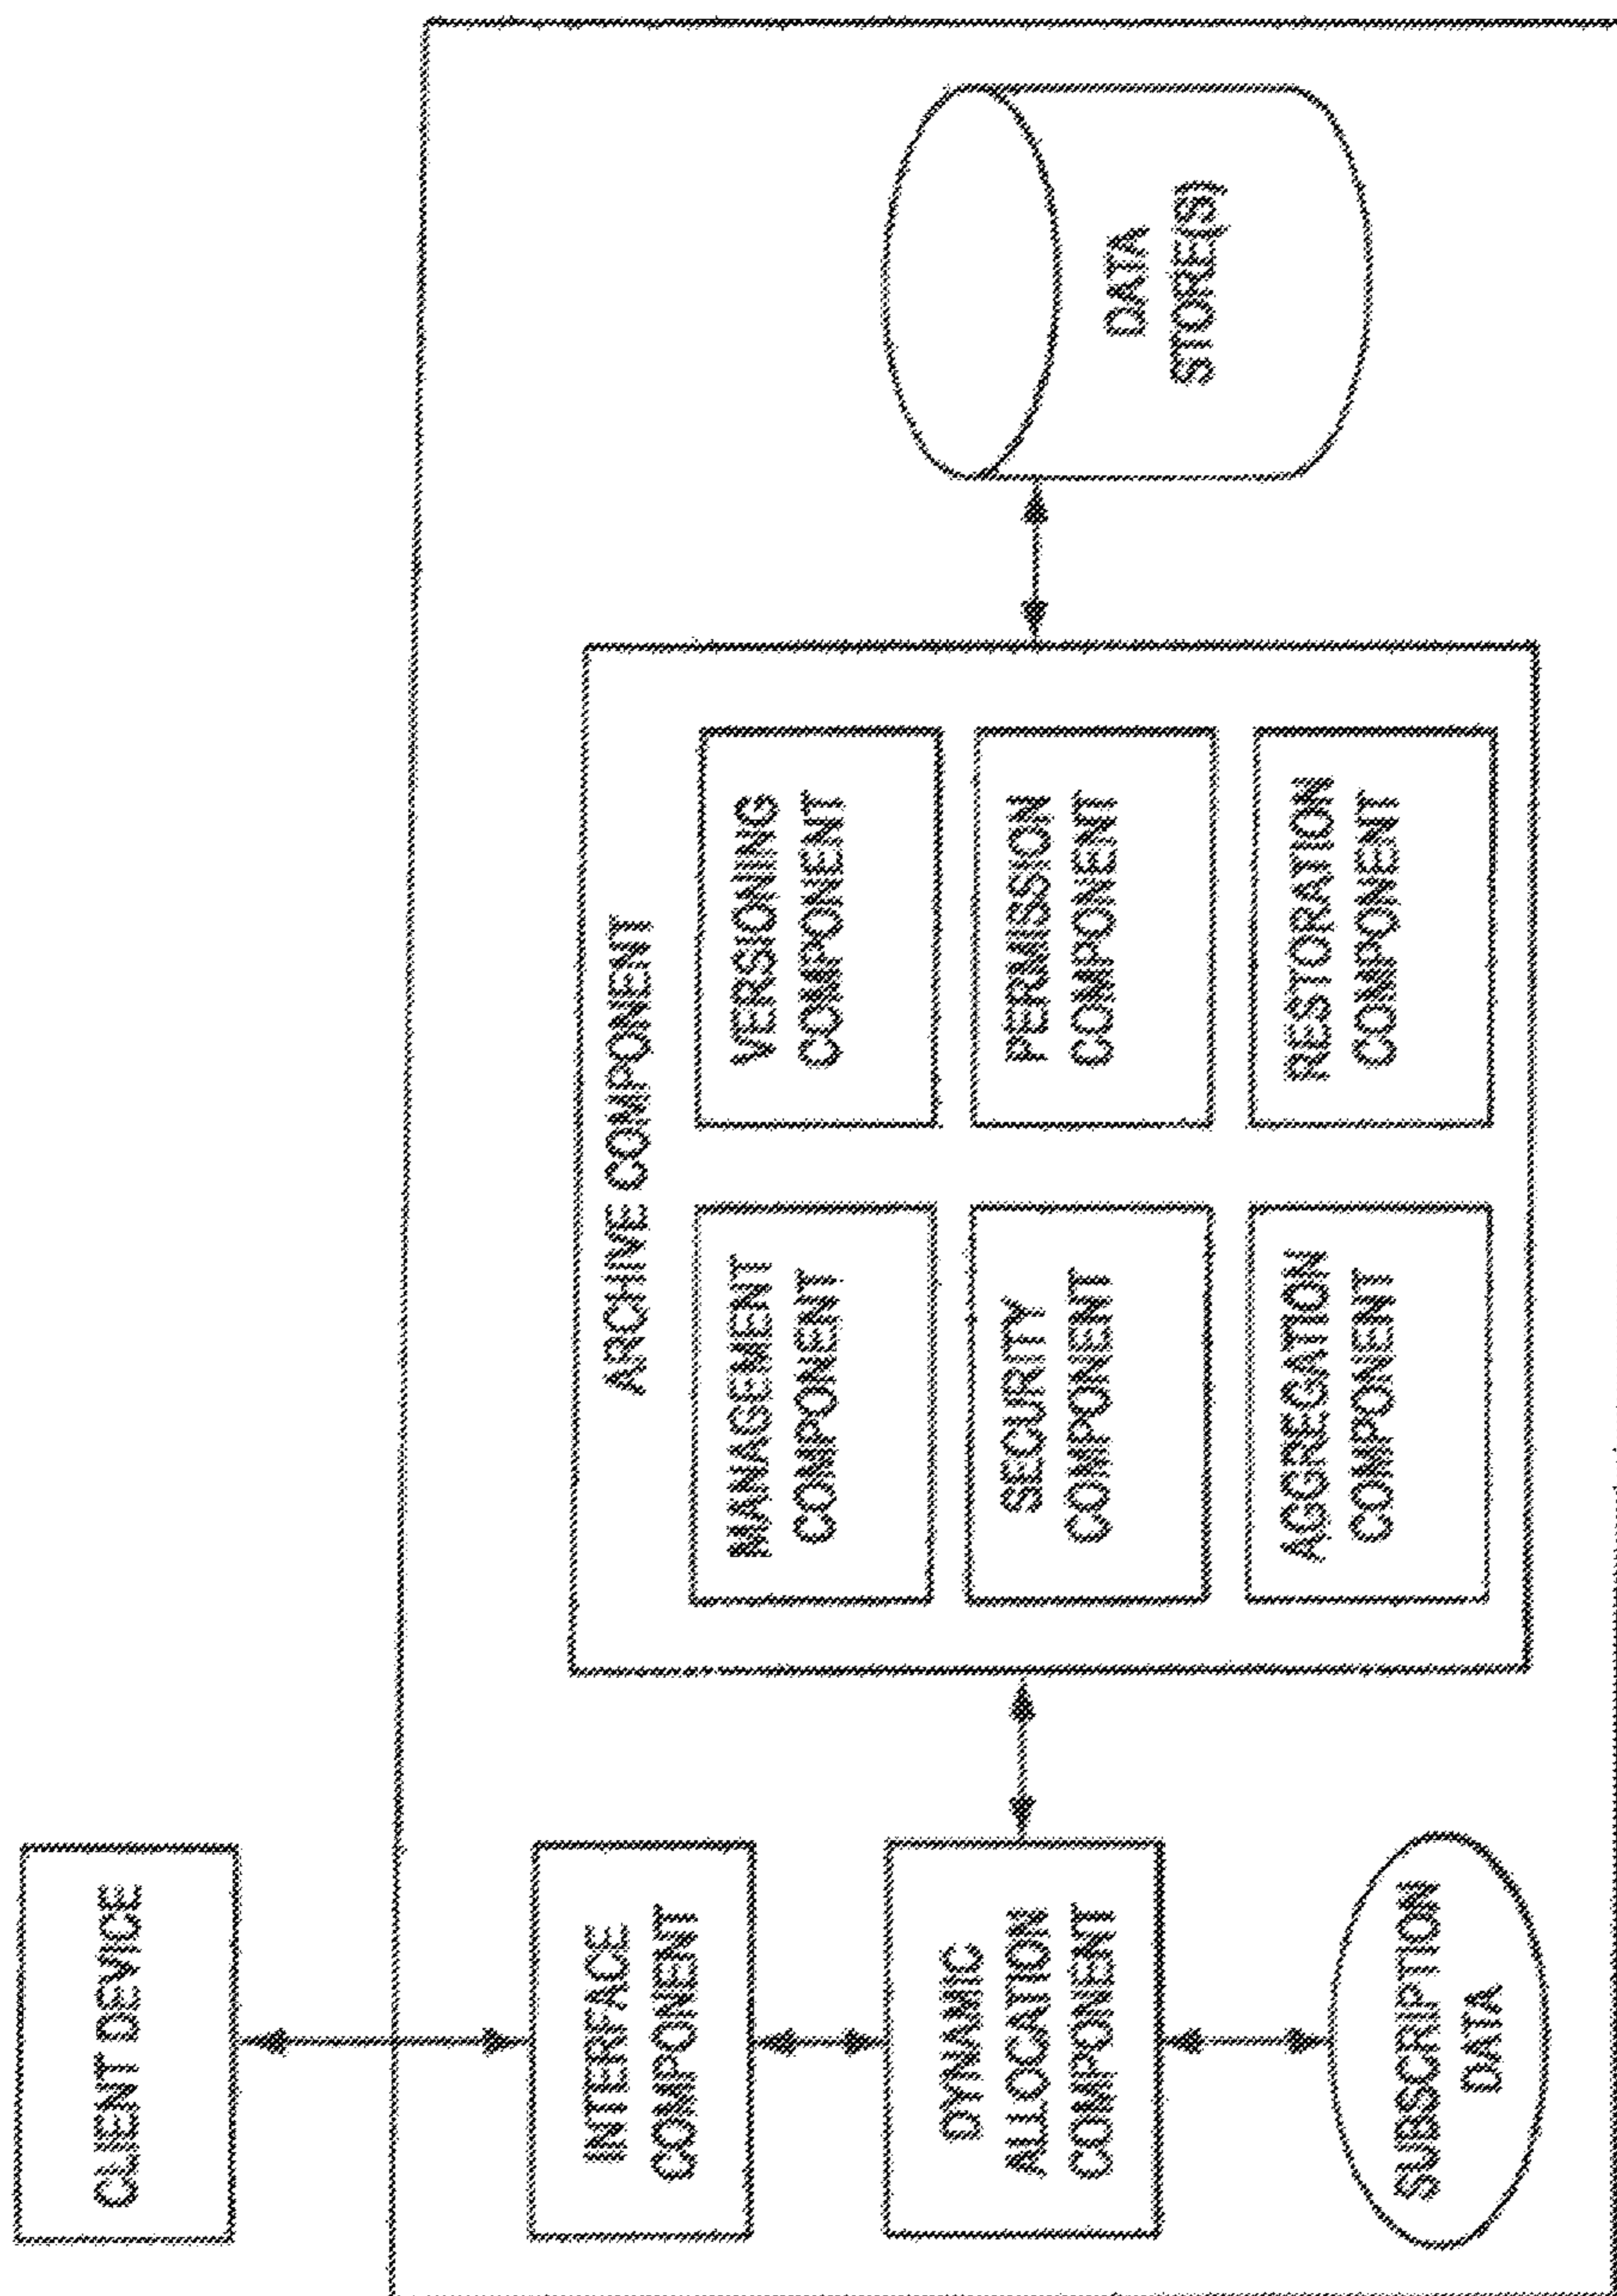 CLIENT DEVICE
INTERFACE
COMPONENT
DYNAMIC
ALLOCATION
COMPONENT
SUBSCRIPTION
DATA
ARCHIVE COMPONENT
MANAGEMENT
COMPONENT
VERSIONING
COMPONENT
SECURITY
COMPONENT
PERMISSION
COMPONENT
AGGREGATION
COMPONENT
RESTORATION
COMPONENT
DATA
STORE(S)